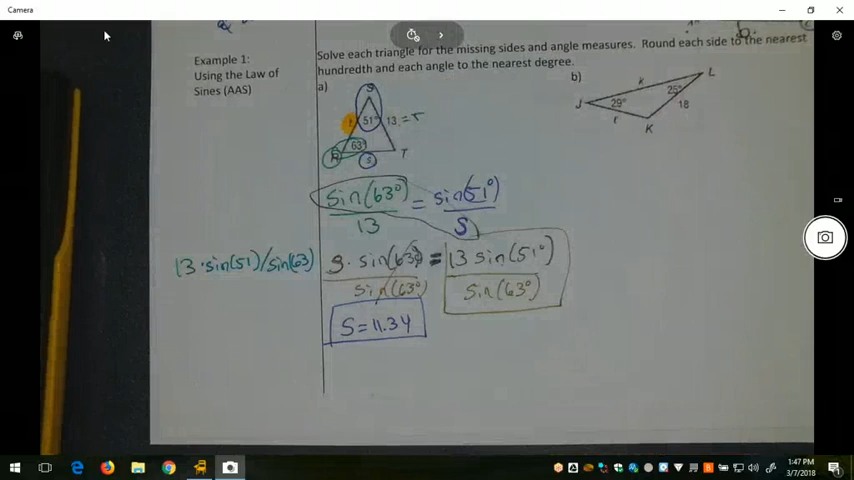 Camera
Example 1:
Using the Law of
Sines (AAS)
Solve each triangle for the missing sides and angle measures. Round each side to the nearest
hundredth and each angle to the nearest degree.
a)
S
51°
13 = r
63°
R
s
T
b)
k
L
J
29°
25°
18
K
sin(63°) = sin(51°)
13 S
13·sin(51)/sin(63)
S·sin(63°) = 13 sin(51°)
sin(63°) sin(63°)
S=11.34
1:47 PM
3/7/2018